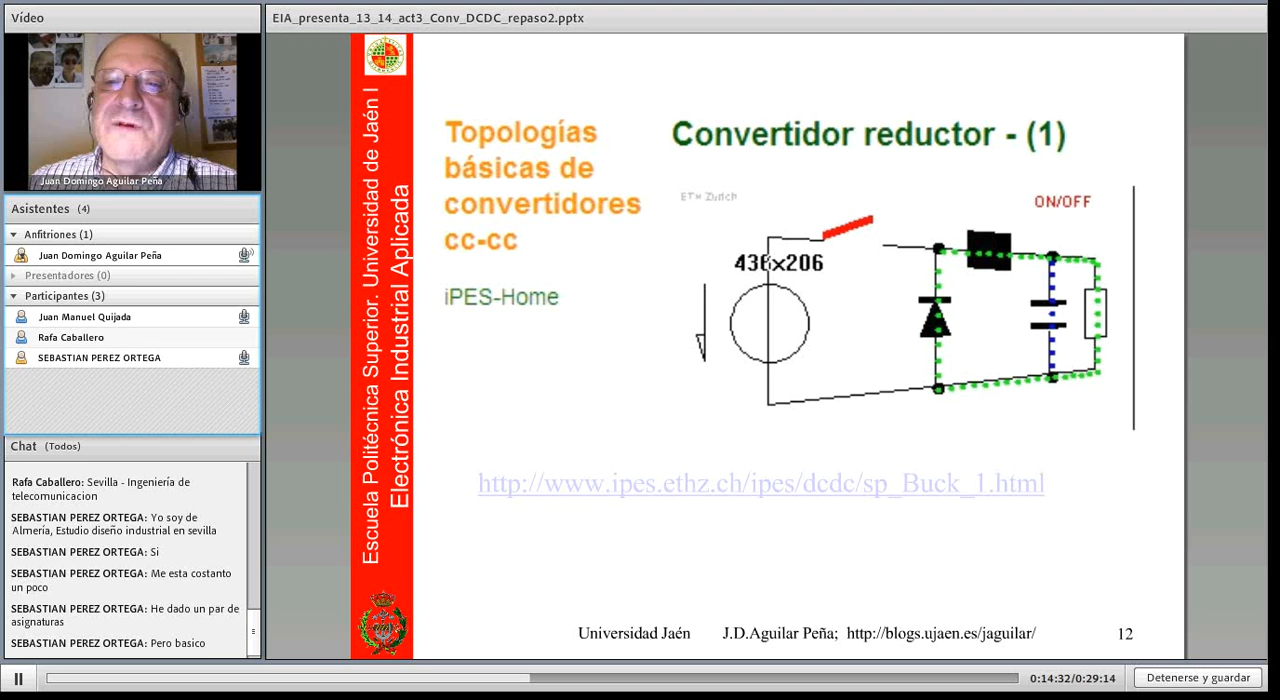 Vídeo
Juan Domingo Aguilar Peña
Asistentes (4)
Anfitriones (1)
Juan Domingo Aguilar Peña
Presentadores (0)
Participantes (3)
Juan Manuel Quijada
Rafa Caballero
SEBASTIAN PEREZ ORTEGA
Chat (Todos)
Rafa Caballero: Sevilla - Ingeniería de
telecomunicacion
SEBASTIAN PEREZ ORTEGA: Yo soy de
Almería, Estudio diseño industrial en sevilla
SEBASTIAN PEREZ ORTEGA: Si
SEBASTIAN PEREZ ORTEGA: Me esta costanto
un poco
SEBASTIAN PEREZ ORTEGA: He dado un par de
asignaturas
SEBASTIAN PEREZ ORTEGA: Pero basico
EIA_presenta_13_14_act3_Conv_DCDC_repaso2.pptx
Escuela Politécnica Superior. Universidad de Jaén I
Electrónica Industrial Aplicada
Topologías
básicas de
convertidores
cc-cc
iPES-Home
Convertidor reductor - (1)
ETH Zurich
ON/OFF
436x206
http://www.ipes.ethz.ch/ipes/dcdc/sp_Buck_1.html
Universidad Jaén J.D.Aguilar Peña; http://blogs.ujaen.es/jaguilar/ 12
0:14:32/0:29:14
Detenerse y guardar